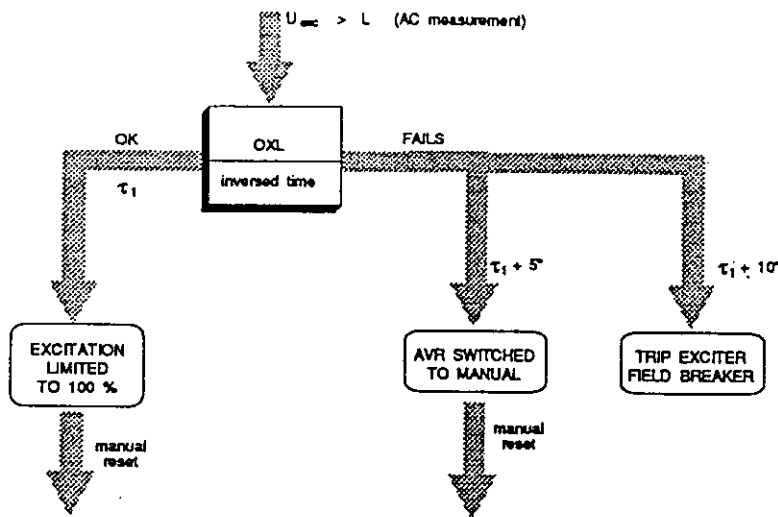 U exc > L (AC measurement)
OK
OXL
FAILS
inversed time
τ1
τ1 + 5"
τ1 + 10"
EXCITATION
LIMITED
TO 100 %
AVR SWITCHED
TO MANUAL
TRIP EXCITER
FIELD BREAKER
manual
reset
manual
reset